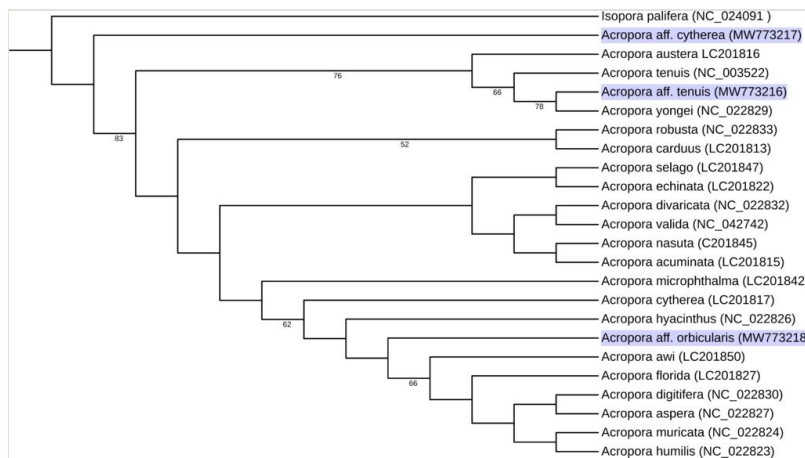 Isopora palifera (NC_024091 )
Acropora aff. cytherea (MW773217)
Acropora austera LC201816
76
Acropora tenuis (NC_003522)
66
Acropora aff. tenuis (MW773216)
78
Acropora yongei (NC_022829)
Acropora robusta (NC_022833)
83
52
Acropora carduus (LC201813)
Acropora selago (LC201847)
Acropora echinata (LC201822)
Acropora divaricata (NC_022832)
Acropora valida (NC_042742)
Acropora nasuta (C201845)
Acropora acuminata (LC201815)
Acropora microphthalma (LC201842
Acropora cytherea (LC201817)
Acropora hyacinthus (NC_022826)
62
Acropora aff. orbicularis (MW773218
Acropora awi (LC201850)
Acropora florida (LC201827)
66
Acropora digitifera (NC_022830)
Acropora aspera (NC_022827)
Acropora muricata (NC_022824)
Acropora humilis (NC_022823)